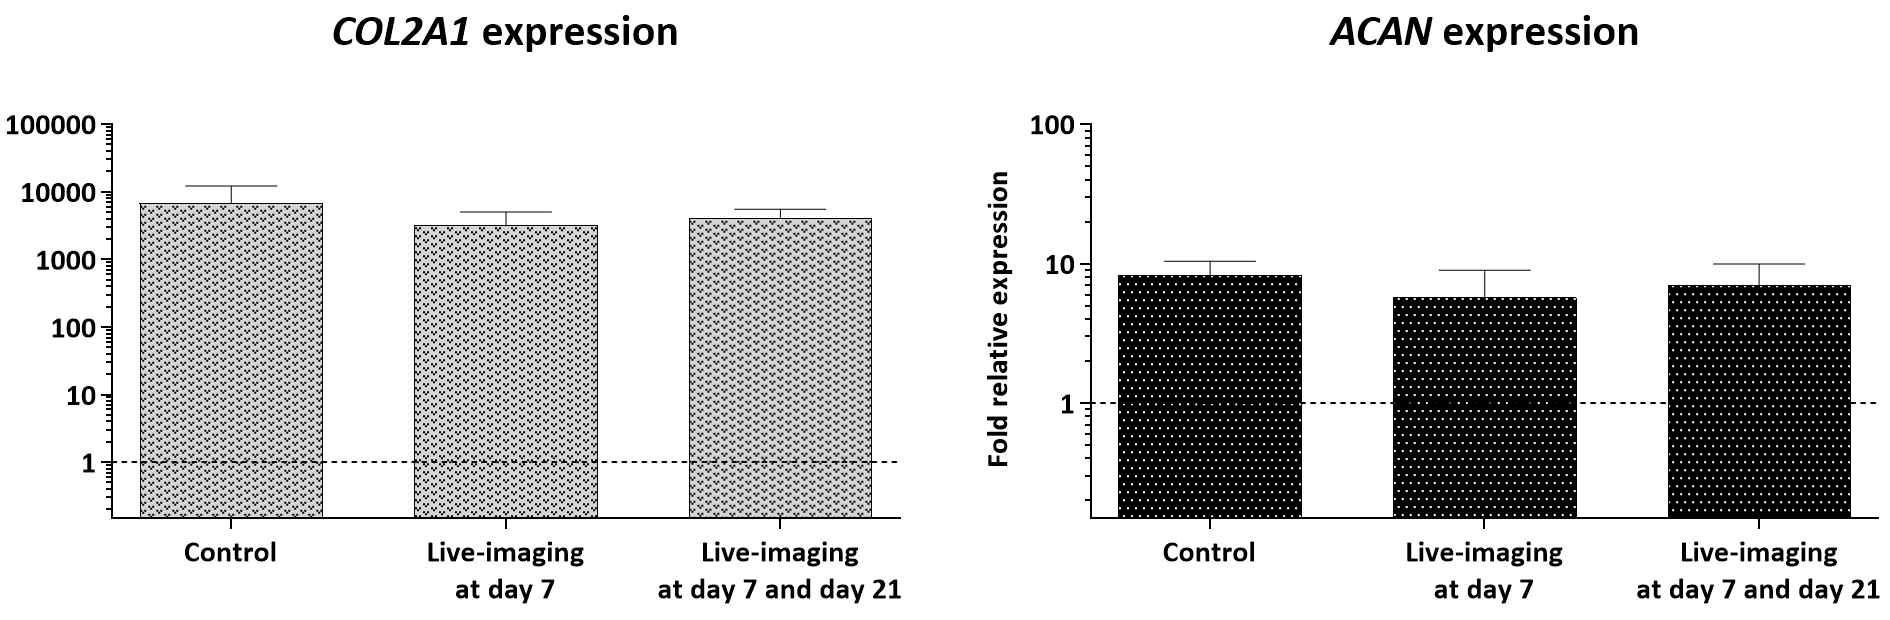 COL2A1 expression
100000
10000
1000
100
10
1
Control
Live-imaging
at day 7
Live-imaging
at day 7 and day 21
ACAN expression
Fold relative expression
100
10
1
Control
Live-imaging
at day 7
Live-imaging
at day 7 and day 21